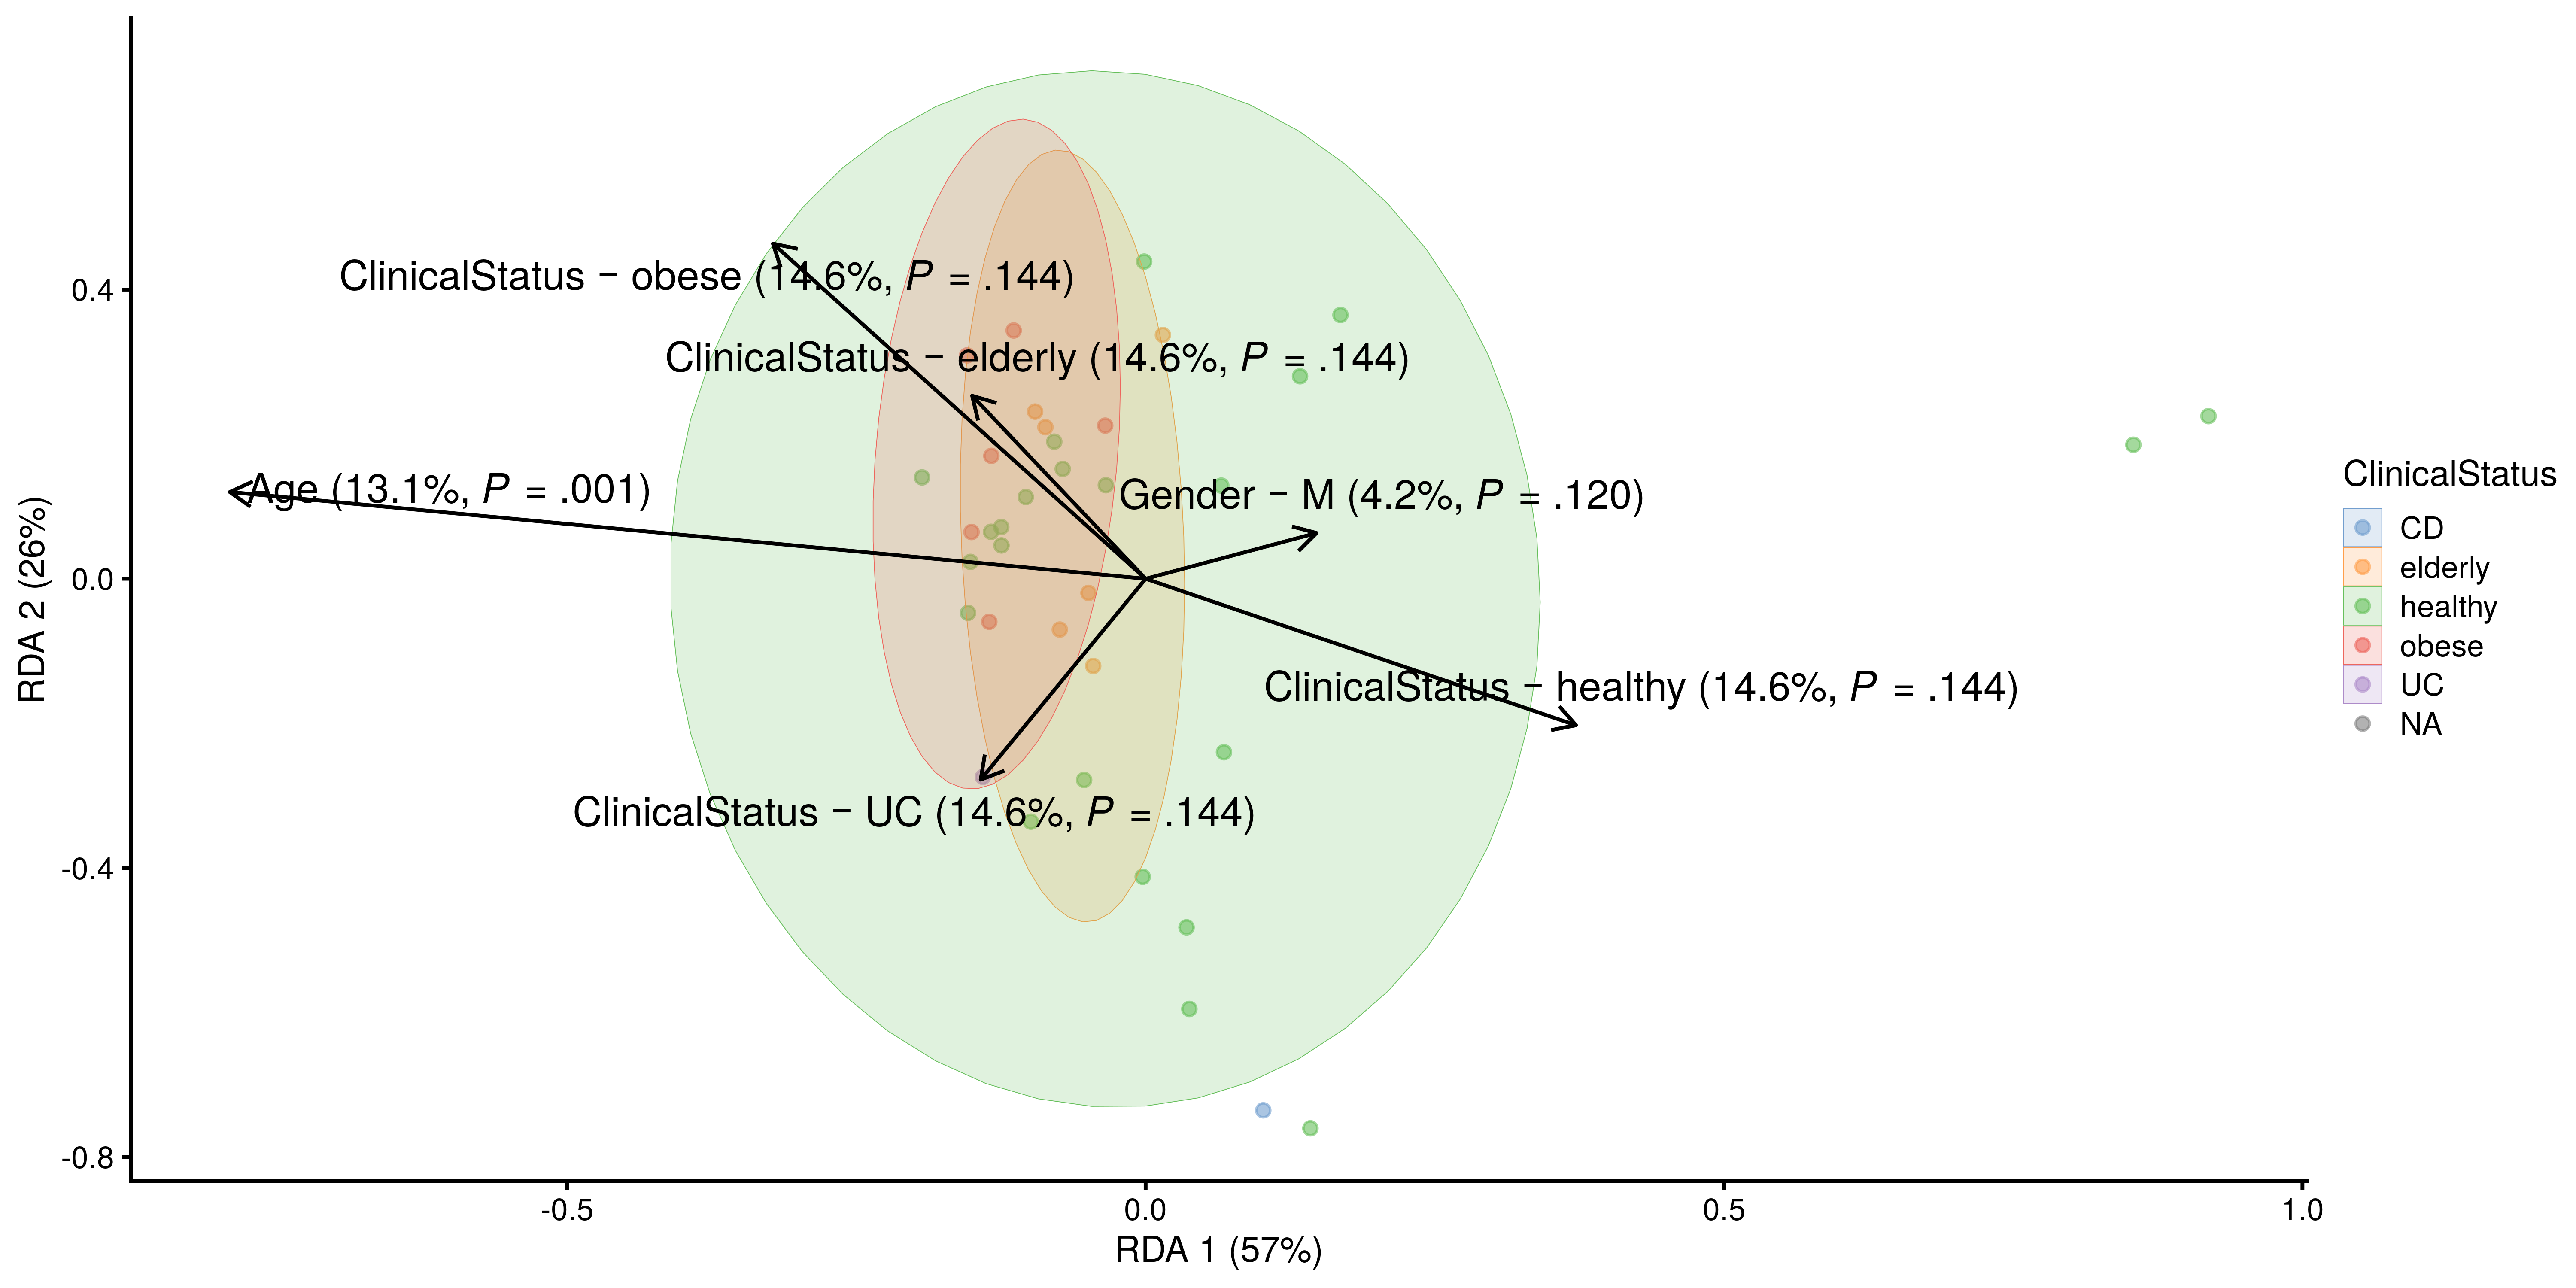 ClinicalStatus − obese (14.6%, P = .144)
ClinicalStatus − elderly (14.6%, P = .144)
Age (13.1%, P = .001)
Gender − M (4.2%, P = .120)
ClinicalStatus − healthy (14.6%, P = .144)
ClinicalStatus − UC (14.6%, P = .144)
RDA 2 (26%)
0.4
0.0
-0.4
-0.8
-0.5
0.0
0.5
1.0
RDA 1 (57%)
ClinicalStatus
CD
elderly
healthy
obese
UC
NA